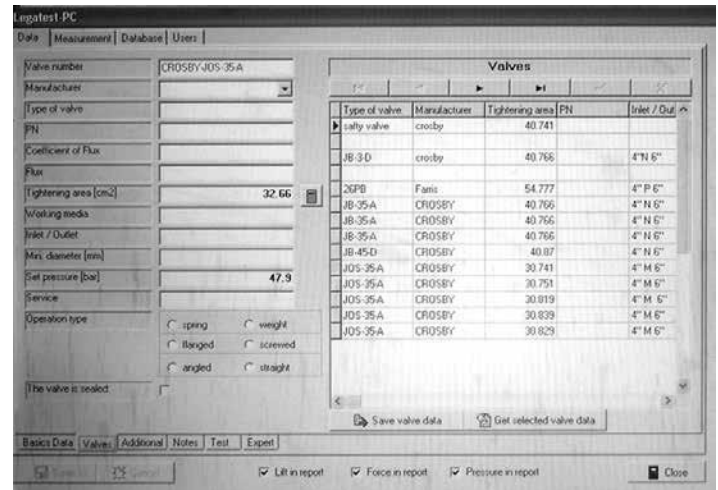 Legatest-PC
Data Measurement Database Users
Valve number CROSBY-JOS-35-A
Manufacturer
Type of valve
PN
Coefficient of Flux
Flux
Tightening area [cm2] 32.66
Working media
Inlet / Outlet
Min. diameter [mm]
Set pressure [bar] 47.9
Service
Operation type
spring weight
flanged screwed
angled straight
The valve is sealed
Valves
Type of valve Manufacturer Tightening area PN Inlet / Out
salty valve crosby 40.741
JB-3-D crosby 40.766 4"N 6"
26PB Farris 54.777 4" P 6"
JB-35-A CROSBY 40.766 4" N 6"
JB-35-A CROSBY 40.766 4" N 6"
JB-35-A CROSBY 40.766 4" N 6"
JB-45-D CROSBY 40.87 4" N 6"
JOS-35-A CROSBY 30.741 4" M 6"
JOS-35-A CROSBY 30.751 4" M 6"
JOS-35-A CROSBY 30.819 4" M 6"
JOS-35-A CROSBY 30.839 4" M 6"
JOS-35-A CROSBY 30.829 4" M 6"
Save valve data Get selected valve data
Basics Data Valves Additional Notes Test Expert
Cancel Lift in report Force in report Pressure in report Close